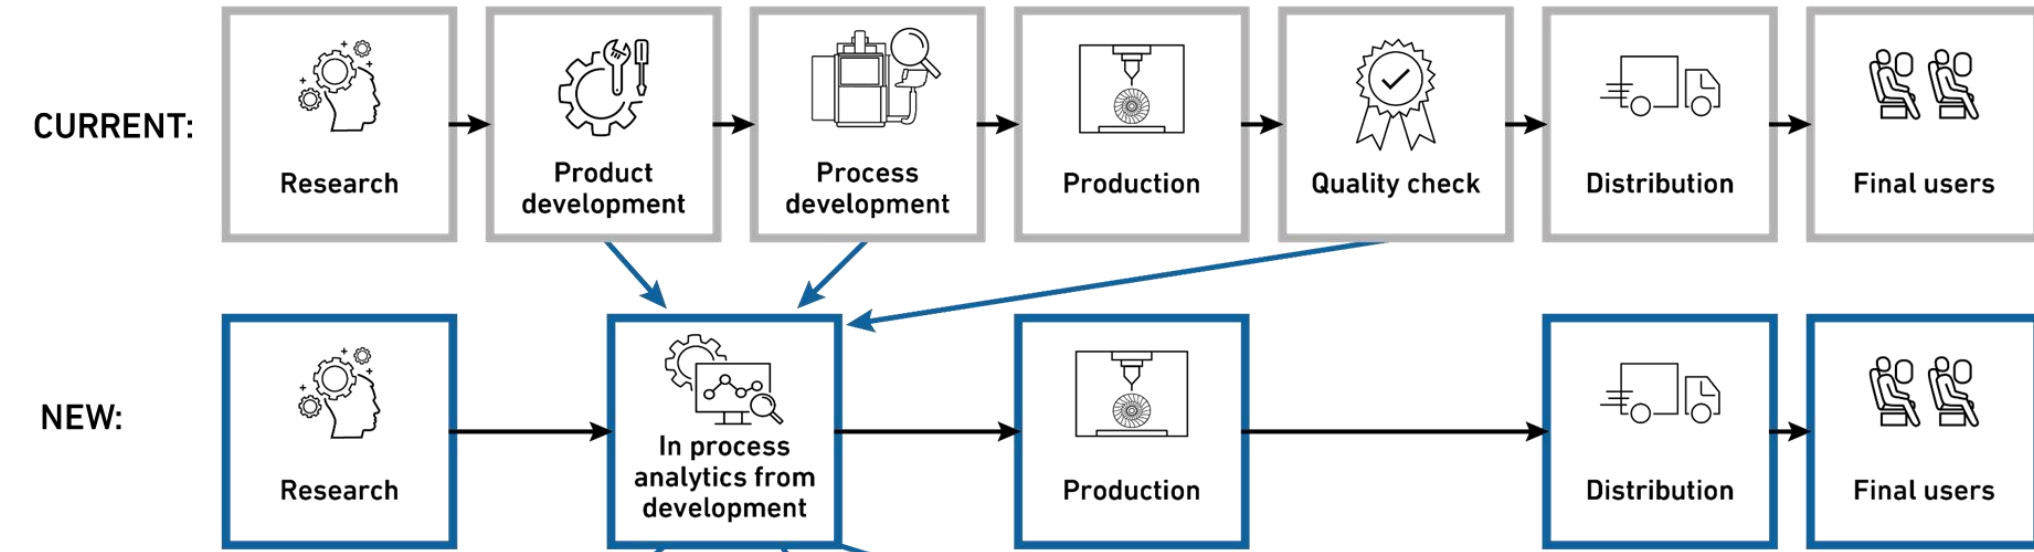 CURRENT:
Research
Product
development
Process
development
Production
Quality check
Distribution
Final users
NEW:
Research
In process
analytics from
development
Production
Distribution
Final users